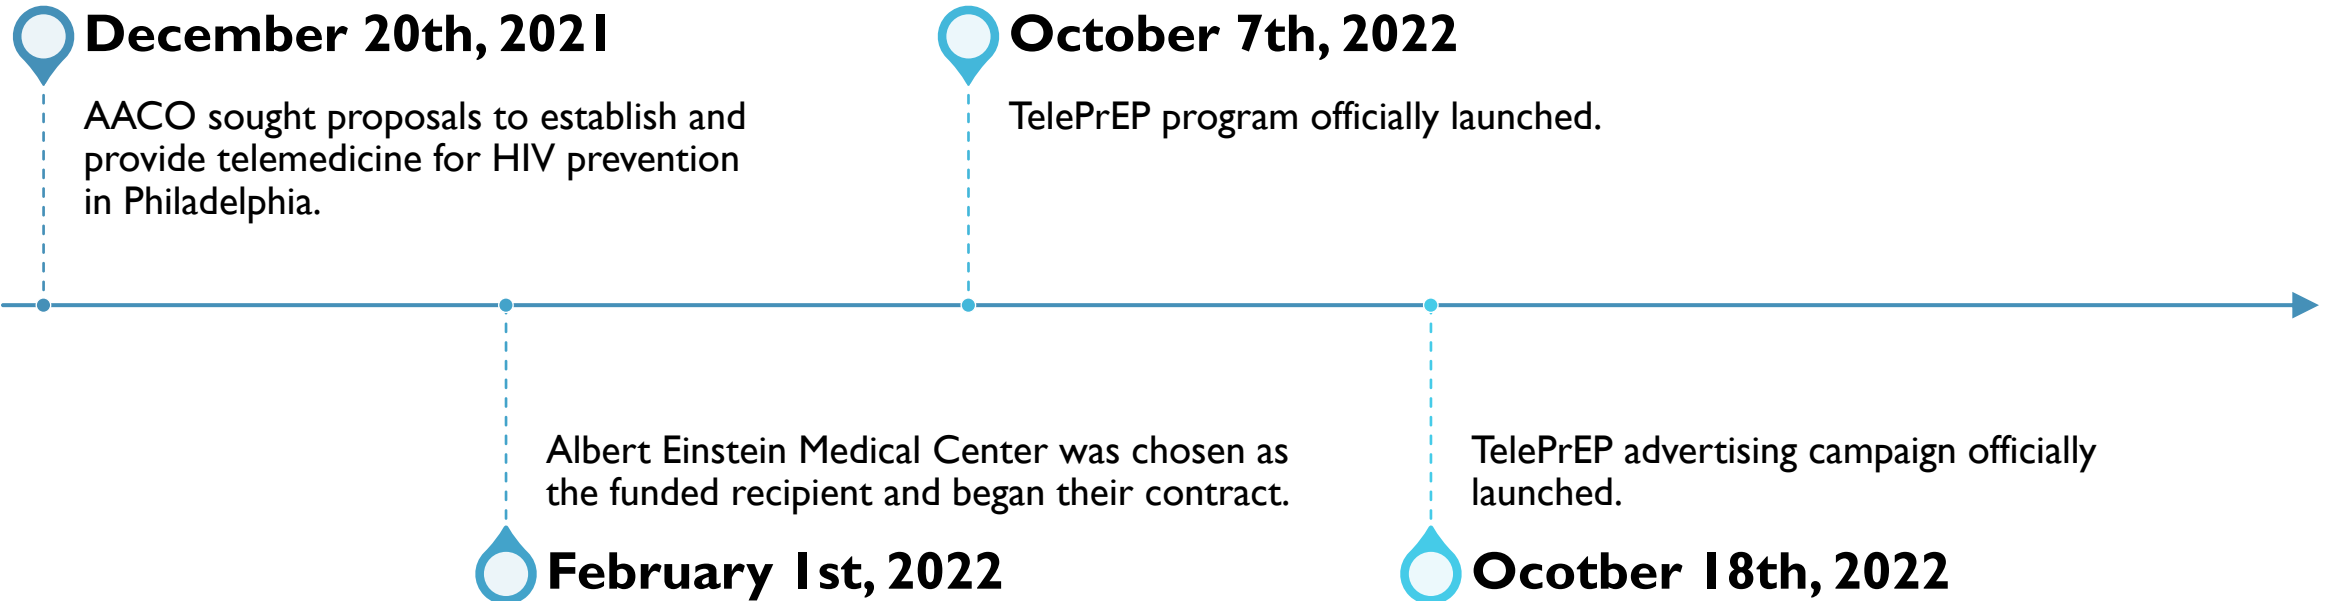 December 20th, 2021
AACO sought proposals to establish and
provide telemedicine for HIV prevention
in Philadelphia.
Albert Einstein Medical Center was chosen as
the funded recipient and began their contract.
February 1st, 2022
October 7th, 2022
TelePrEP program officially launched.
TelePrEP advertising campaign officially
launched.
Ocotber 18th, 2022